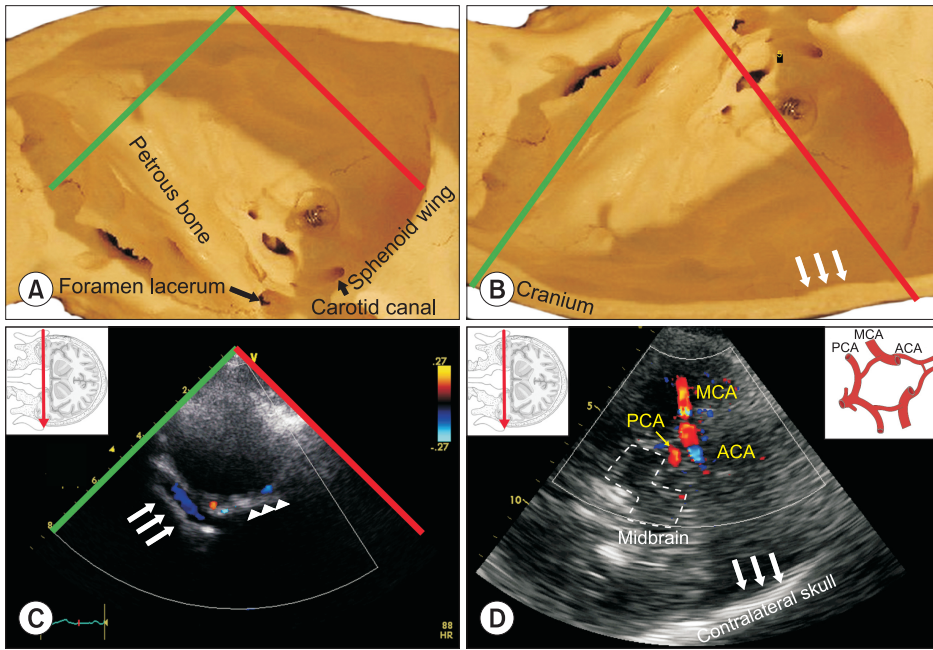 Petrous bone
Sphenoid wing
Foramen lacerum
Carotid canal
A
Cranium
B
V
.27
-.27
2
4
6
8
88
HR
C
PCA
MCA
ACA
MCA
PCA
ACA
5
10
Midbrain
Contralateral skull
D